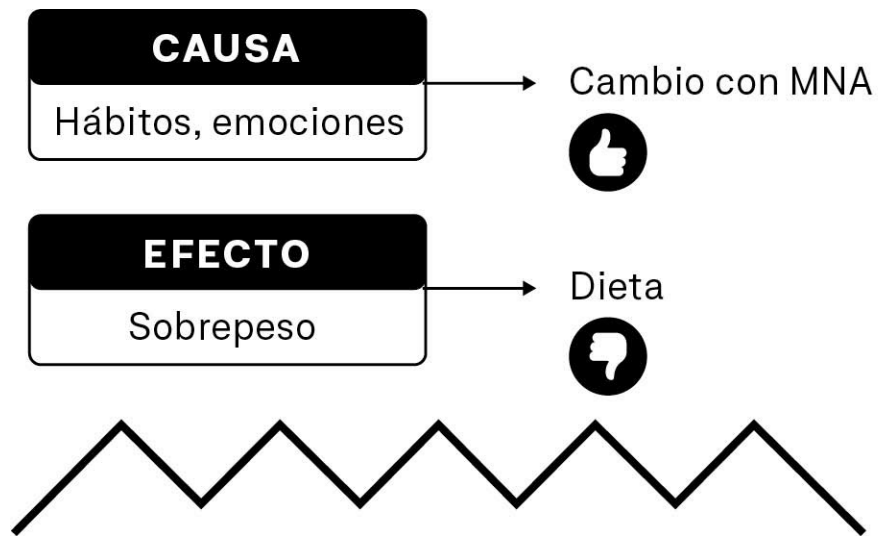 CAUSA
Hábitos, emociones
Cambio con MNA
EFECTO
Sobrepeso
Dieta